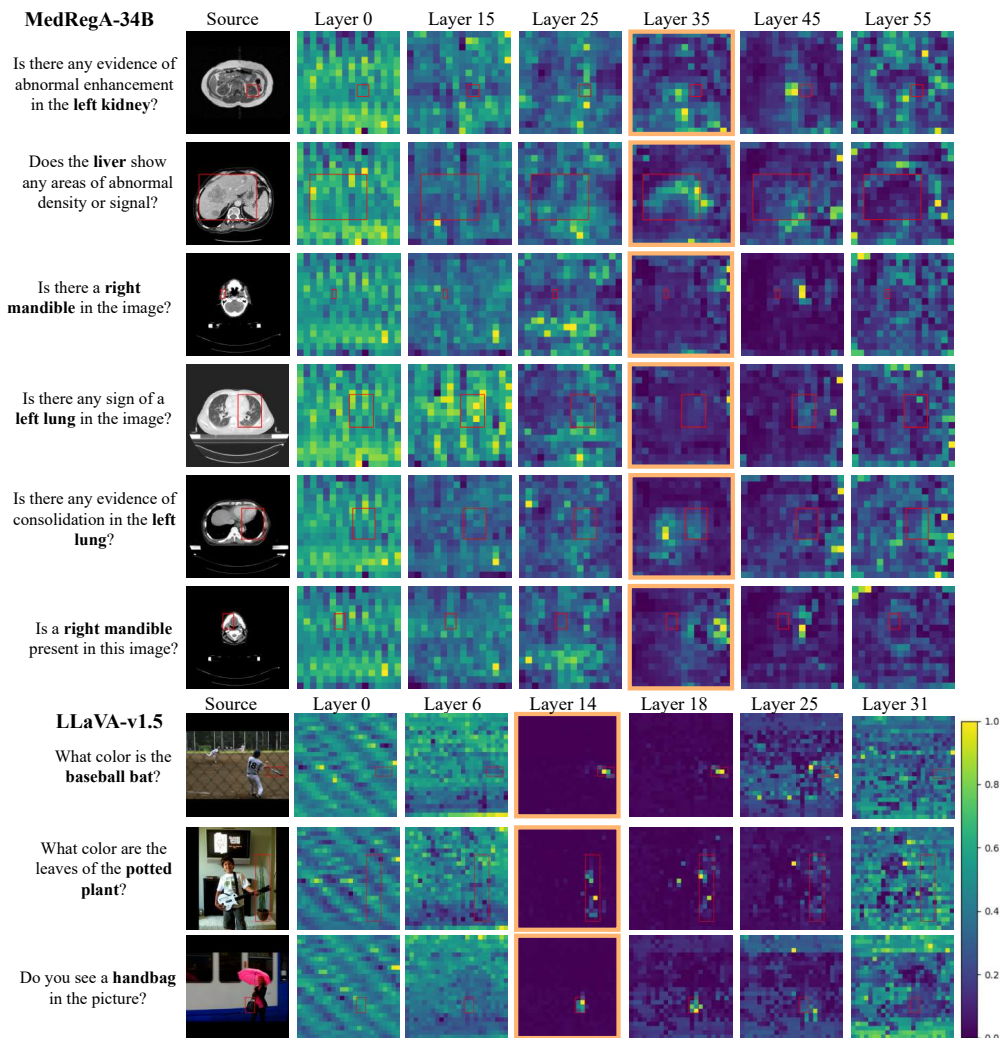 MedRegA-34B
Source
Layer 0
Layer 15
Layer 25
Layer 35
Layer 45
Layer 55
Is there any evidence of
abnormal enhancement
in the left kidney?
Does the liver show
any areas of abnormal
density or signal?
Is there a right
mandible in the image?
Is there any sign of a
left lung in the image?
Is there any evidence of
consolidation in the left
lung?
Is a right mandible
present in this image?
LLaVA-v1.5
Source
Layer 0
Layer 6
Layer 14
Layer 18
Layer 25
Layer 31
What color is the
baseball bat?
What color are the
leaves of the potted
plant?
Do you see a handbag
in the picture?
1.0
0.8
0.6
0.4
0.2
0.0